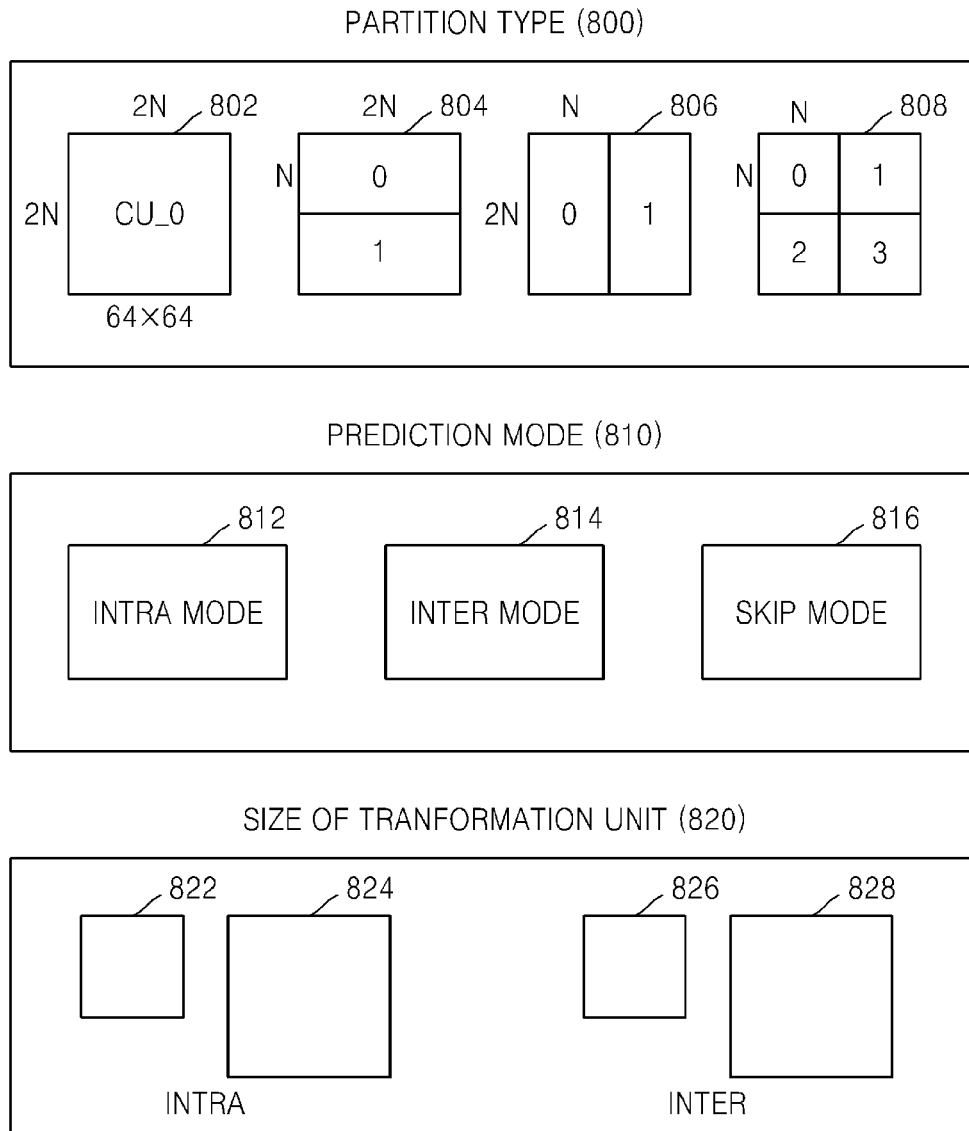 PARTITION TYPE (800)
2N 802 2N 804 N 806 N 808
2N CU_0 N 0 2N 0 1 N 0 1
1 2 3
64×64
PREDICTION MODE (810)
812 814 816
INTRA MODE INTER MODE SKIP MODE
SIZE OF TRANFORMATION UNIT (820)
822 824 826 828
INTRA INTER